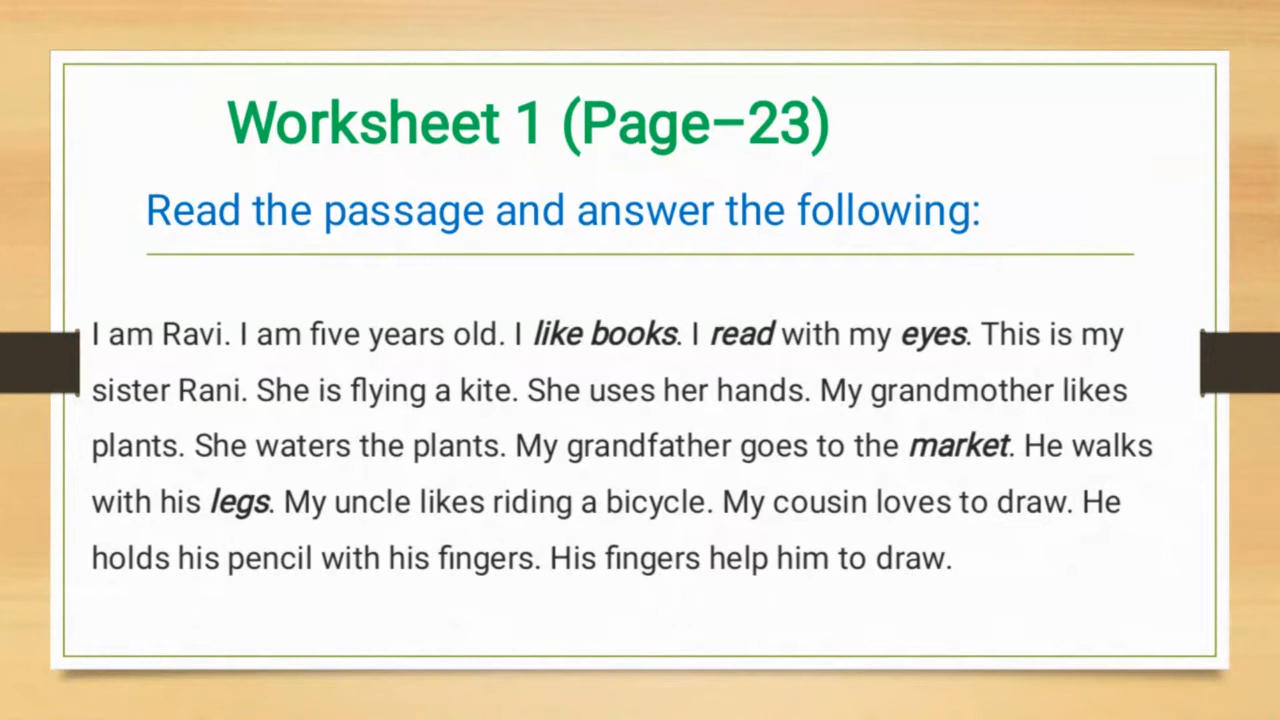 Worksheet 1 (Page–23)
Read the passage and answer the following:
I am Ravi. I am five years old. I like books. I read with my eyes. This is my
sister Rani. She is flying a kite. She uses her hands. My grandmother likes
plants. She waters the plants. My grandfather goes to the market. He walks
with his legs. My uncle likes riding a bicycle. My cousin loves to draw. He
holds his pencil with his fingers. His fingers help him to draw.